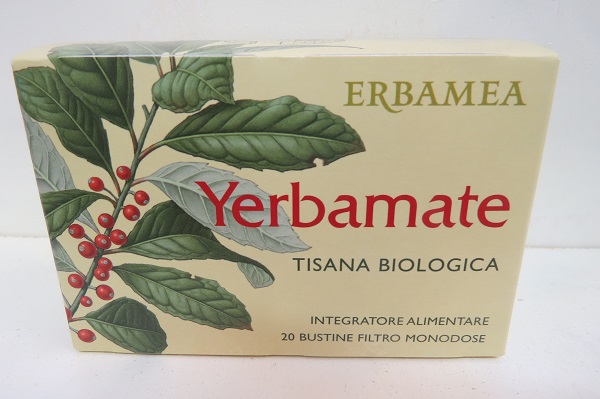 ERBAMEA
Yerbamate
TISANA BIOLOGICA
INTEGRATORE ALIMENTARE
20 BUSTINE FILTRO MONODOSE